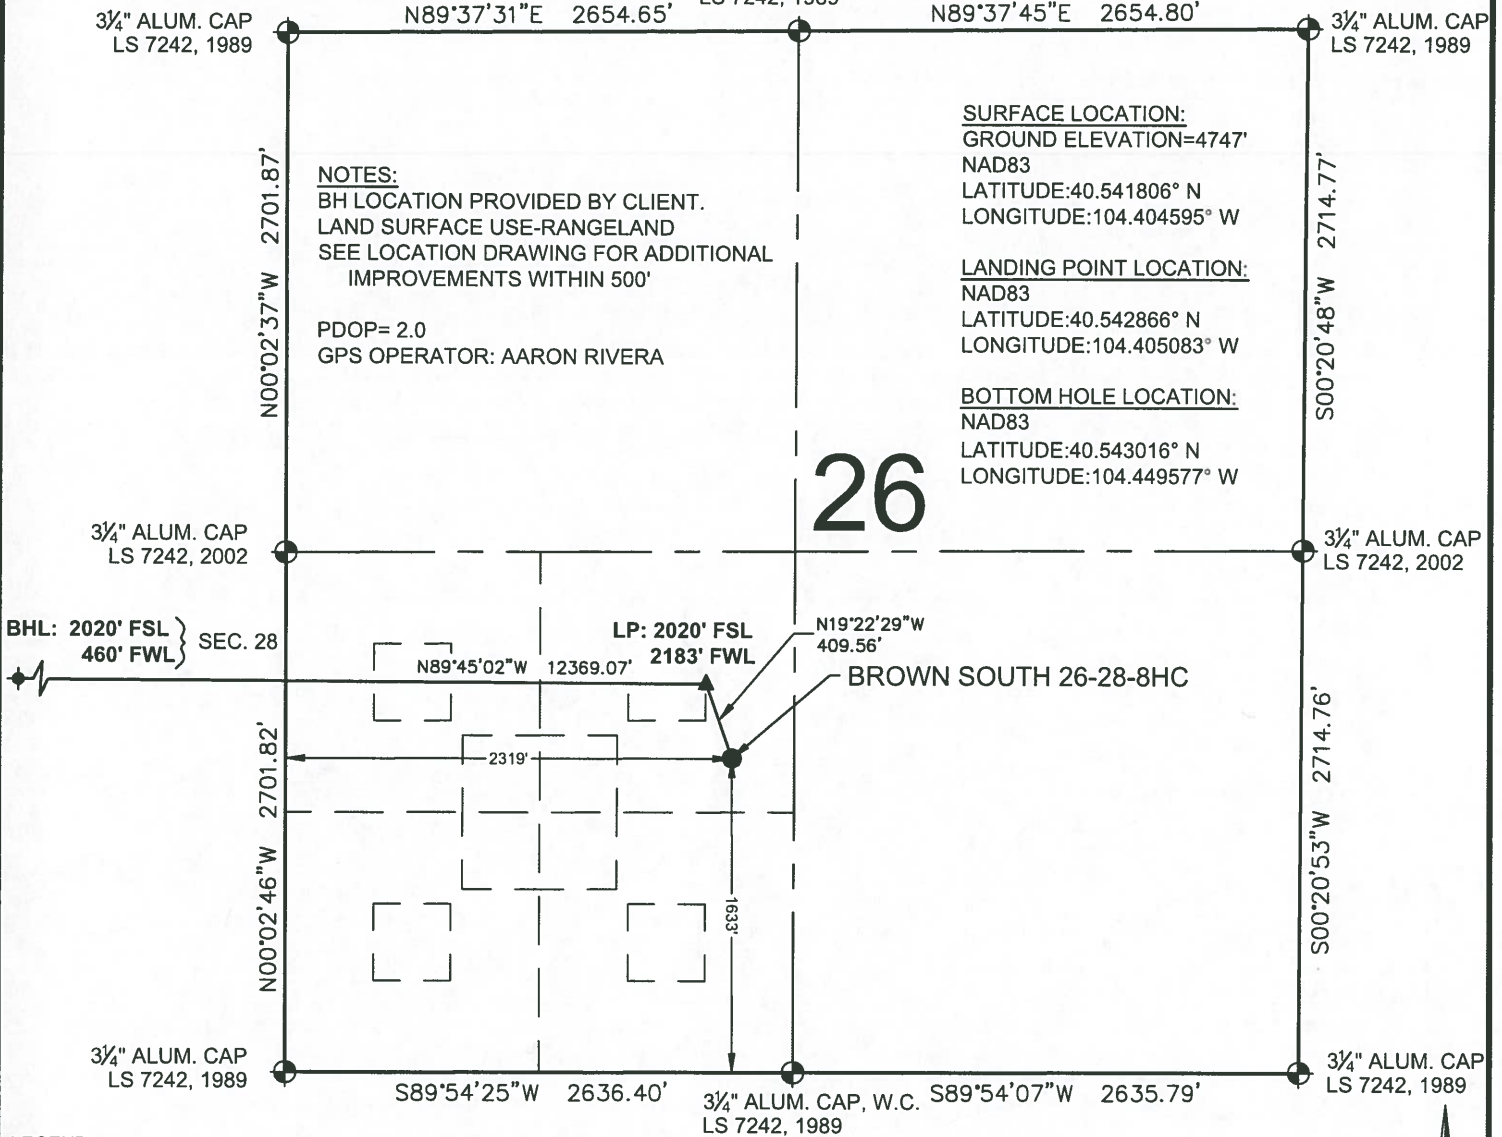 N89°37'31"E 2654.65'
N89°37'45"E 2654.80'
3¼" ALUM. CAP
LS 7242, 1989
3¼" ALUM. CAP
LS 7242, 1989
N00°02'37"W 2701.87'
NOTES:
BH LOCATION PROVIDED BY CLIENT.
LAND SURFACE USE-RANGELAND
SEE LOCATION DRAWING FOR ADDITIONAL
IMPROVEMENTS WITHIN 500'
PDOP= 2.0
GPS OPERATOR: AARON RIVERA
SURFACE LOCATION:
GROUND ELEVATION=4747'
NAD83
LATITUDE:40.541806° N
LONGITUDE:104.404595° W
LANDING POINT LOCATION:
NAD83
LATITUDE:40.542866° N
LONGITUDE:104.405083° W
BOTTOM HOLE LOCATION:
NAD83
LATITUDE:40.543016° N
LONGITUDE:104.449577° W
S00°20'48"W 2714.77'
26
3¼" ALUM. CAP
LS 7242, 2002
3¼" ALUM. CAP
LS 7242, 2002
BHL: 2020' FSL
460' FWL
SEC. 28
N89°45'02"W 12369.07'
LP: 2020' FSL
2183' FWL
N19°22'29"W
409.56'
BROWN SOUTH 26-28-8HC
2319'
1633'
N00°02'46"W 2701.82'
S00°20'53"W 2714.76'
3¼" ALUM. CAP
LS 7242, 1989
S89°54'25"W 2636.40'
3¼" ALUM. CAP, W.C.
LS 7242, 1989
S89°54'07"W 2635.79'
3¼" ALUM. CAP
LS 7242, 1989